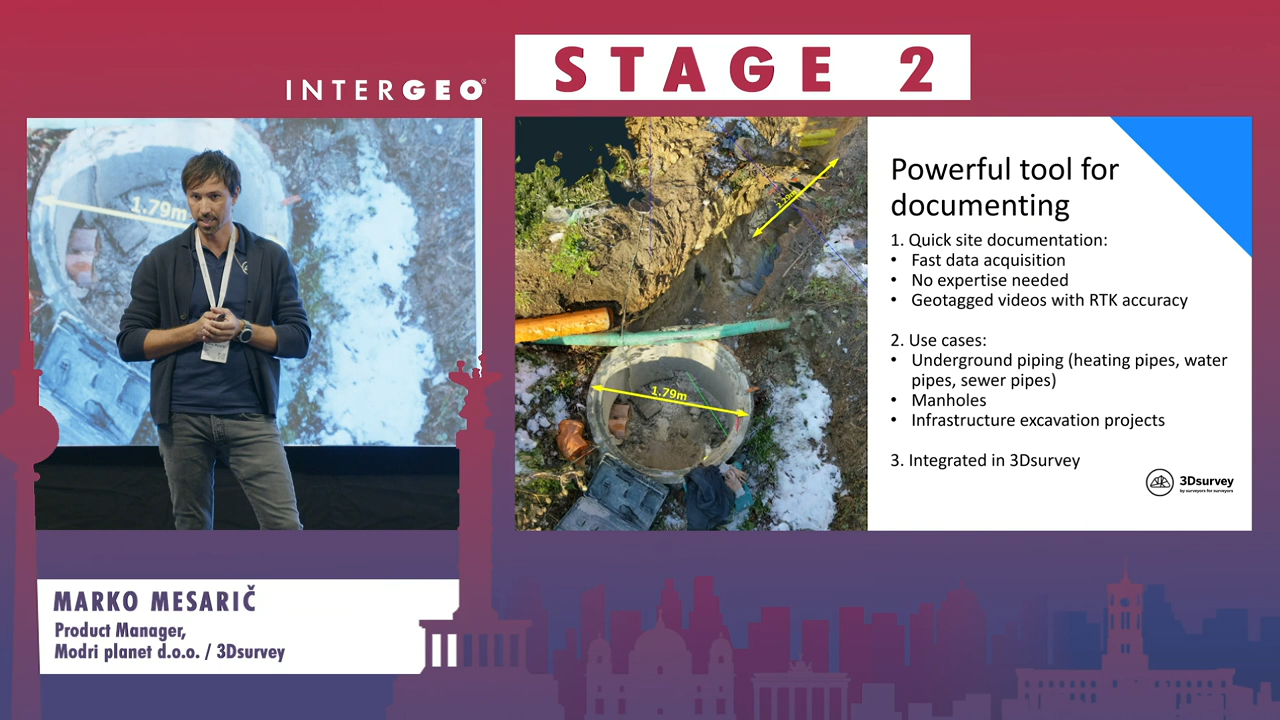 INTERGEO®
STAGE 2
1.79m
1.79m
Powerful tool for
documenting
1. Quick site documentation:
• Fast data acquisition
• No expertise needed
• Geotagged videos with RTK accuracy
2. Use cases:
• Underground piping (heating pipes, water
pipes, sewer pipes)
• Manholes
• Infrastructure excavation projects
3. Integrated in 3Dsurvey
3Dsurvey
by surveyors for surveyors
MARKO MESARIČ
Product Manager,
Modri planet d.o.o. / 3Dsurvey